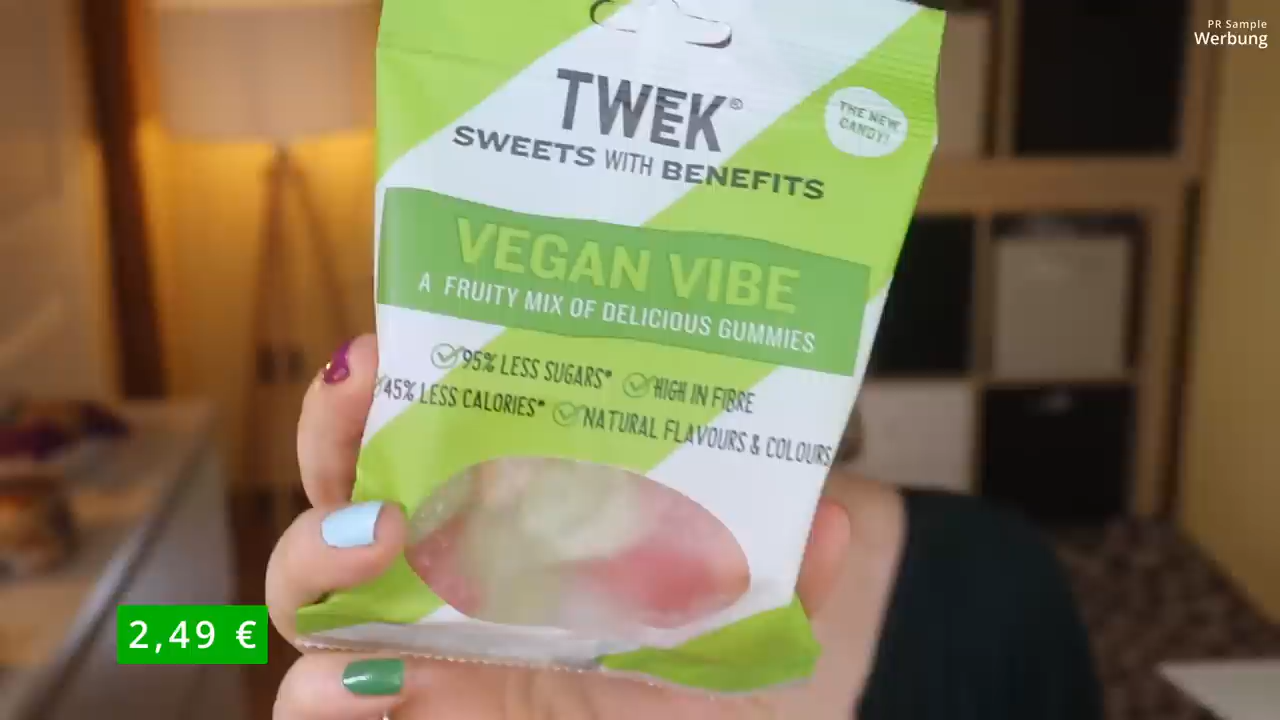 PR Sample
Werbung
TWEK®
THE NEW
CANDY!
SWEETS WITH BENEFITS
VEGAN VIBE
A FRUITY MIX OF DELICIOUS GUMMIES
95% LESS SUGARS* HIGH IN FIBRE
45% LESS CALORIES* NATURAL FLAVOURS & COLOURS
2,49 €